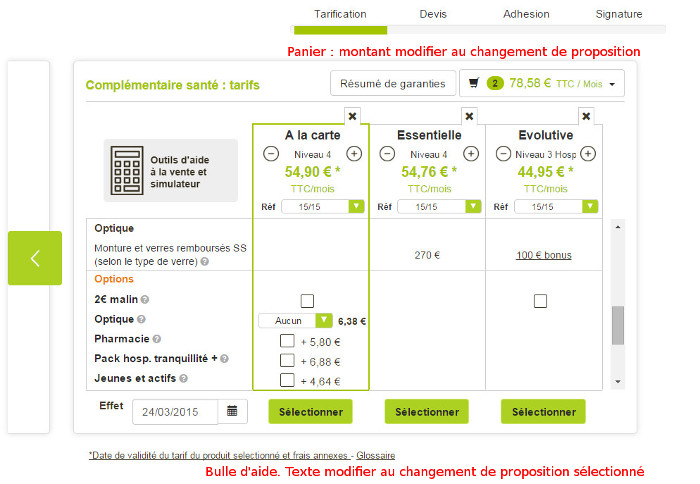 Tarification Devis Adhesion Signature
Panier : montant modifier au changement de proposition
Complémentaire santé : tarifs Résumé de garanties 2 78,58 € TTC / Mois
A la carte Essentielle Evolutive
Outils d'aide
à la vente et
simulateur
Niveau 4 Niveau 4 Niveau 3 Hosp
54,90 € * 54,76 € * 44,95 € *
TTC/mois TTC/mois TTC/mois
Réf 15/15 Réf 15/15 Réf 15/15
Optique
Monture et verres remboursés SS
(selon le type de verre) ? 270 € 100 € bonus
Options
2€ malin ?
Optique ? Aucun 6,38 €
Pharmacie ? + 5,80 €
Pack hosp. tranquillité + ? + 6,88 €
Jeunes et actifs ? + 4,64 €
Effet 24/03/2015 Sélectionner Sélectionner Sélectionner
*Date de validité du tarif du produit selectionné et frais annexes - Glossaire
Bulle d'aide. Texte modifier au changement de proposition sélectionné